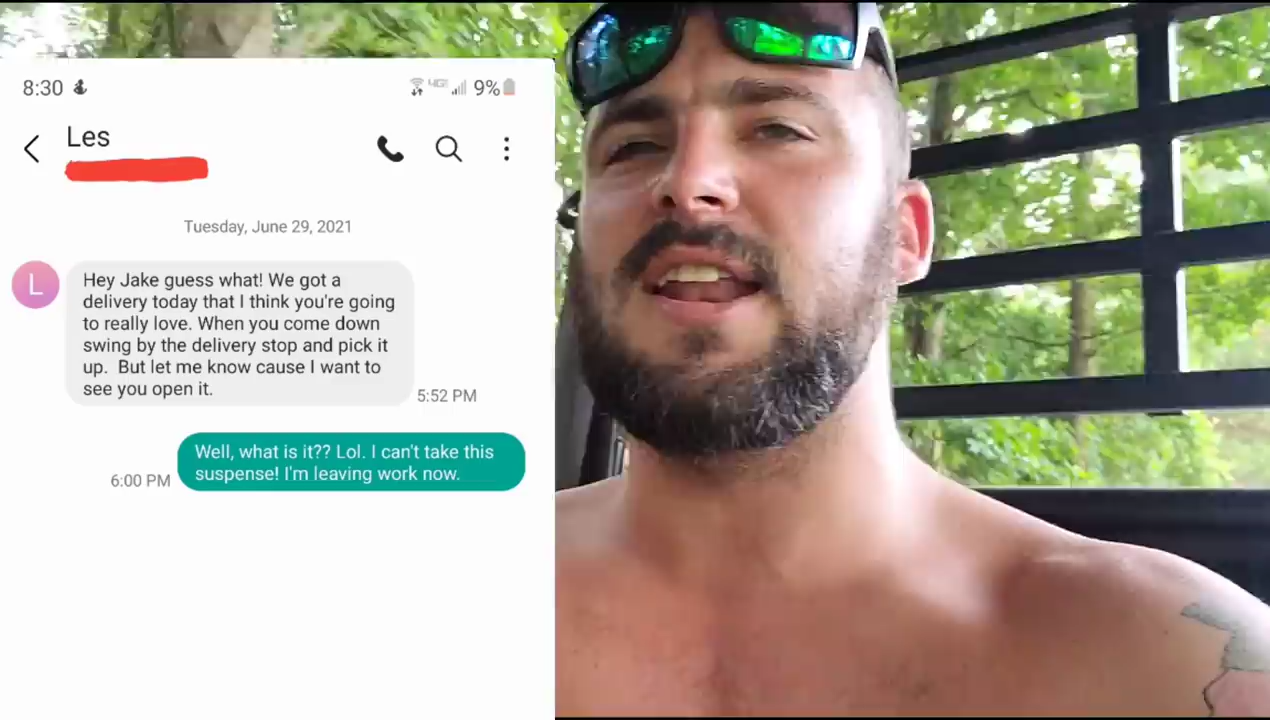 8:30 4GE 9%
Les
Tuesday, June 29, 2021
L
Hey Jake guess what! We got a
delivery today that I think you're going
to really love. When you come down
swing by the delivery stop and pick it
up. But let me know cause I want to
see you open it.
5:52 PM
Well, what is it?? Lol. I can't take this
suspense! I'm leaving work now.
6:00 PM